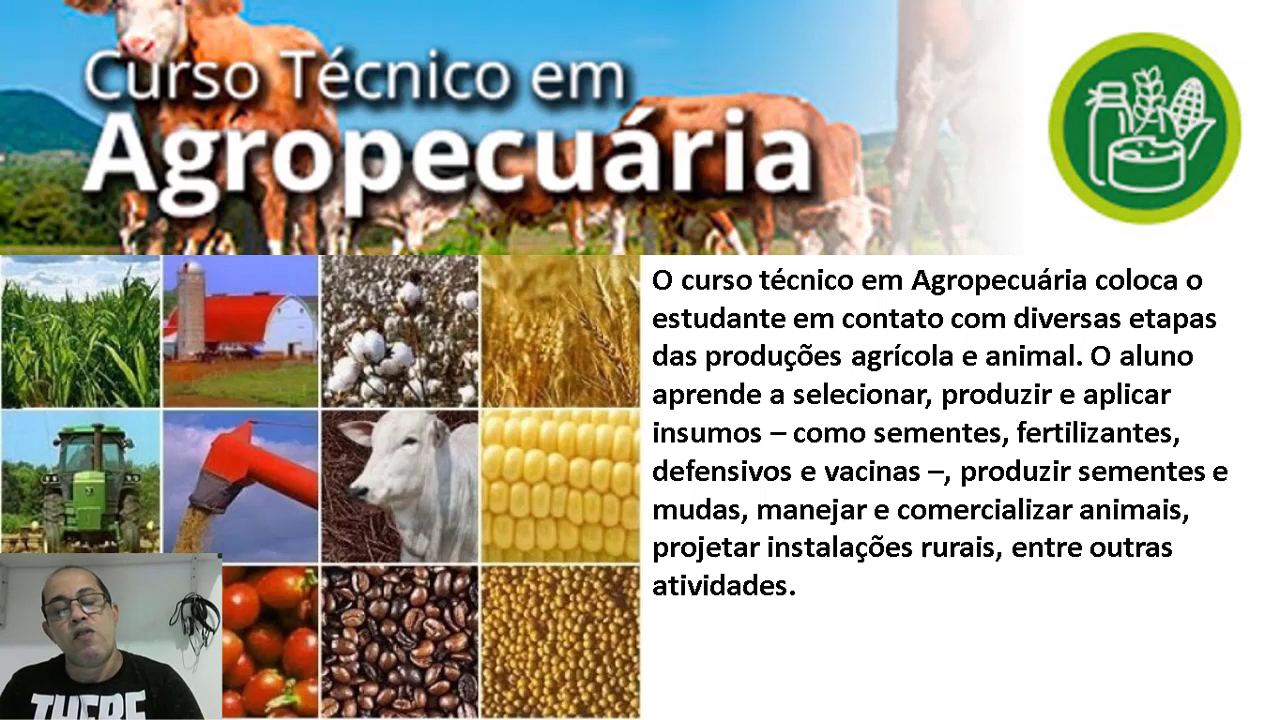 Curso Técnico em
Agropecuária
O curso técnico em Agropecuária coloca o
estudante em contato com diversas etapas
das produções agrícola e animal. O aluno
aprende a selecionar, produzir e aplicar
insumos – como sementes, fertilizantes,
defensivos e vacinas –, produzir sementes e
mudas, manejar e comercializar animais,
projetar instalações rurais, entre outras
atividades.
THERE